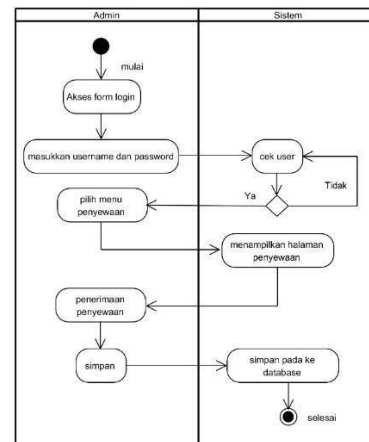 Admin
Sistem
mulai
Akses form login
masukkan username dan password
cek user
Ya
Tidak
pilih menu
penyewaan
menampilkan halaman
penyewaan
penerimaan
penyewaan
simpan
simpan pada ke
database
selesai